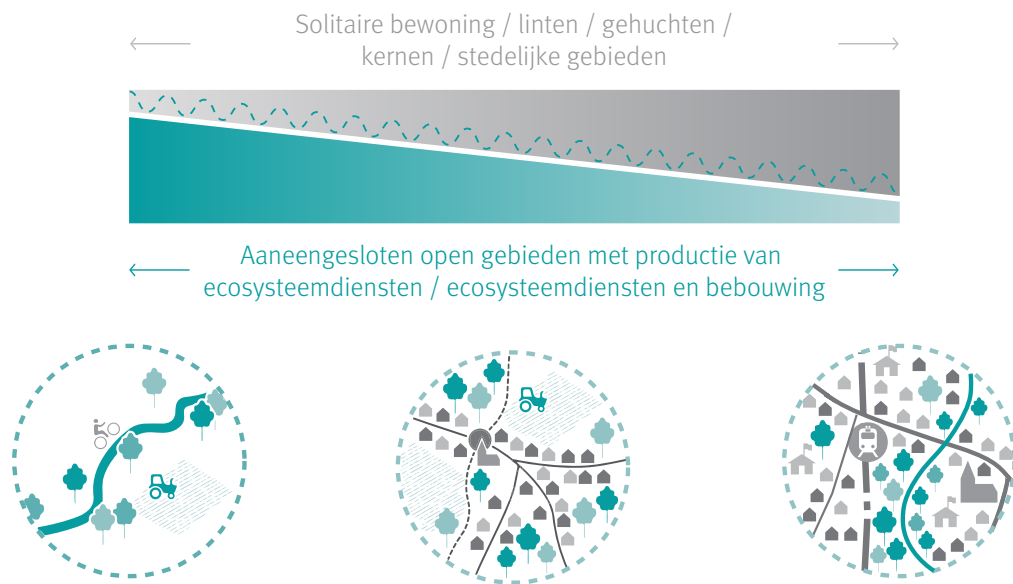 Solitaire bewoning / linten / gehuchten /
kernen / stedelijke gebieden
Aaneengesloten open gebieden met productie van
ecosysteemdiensten / ecosysteemdiensten en bebouwing